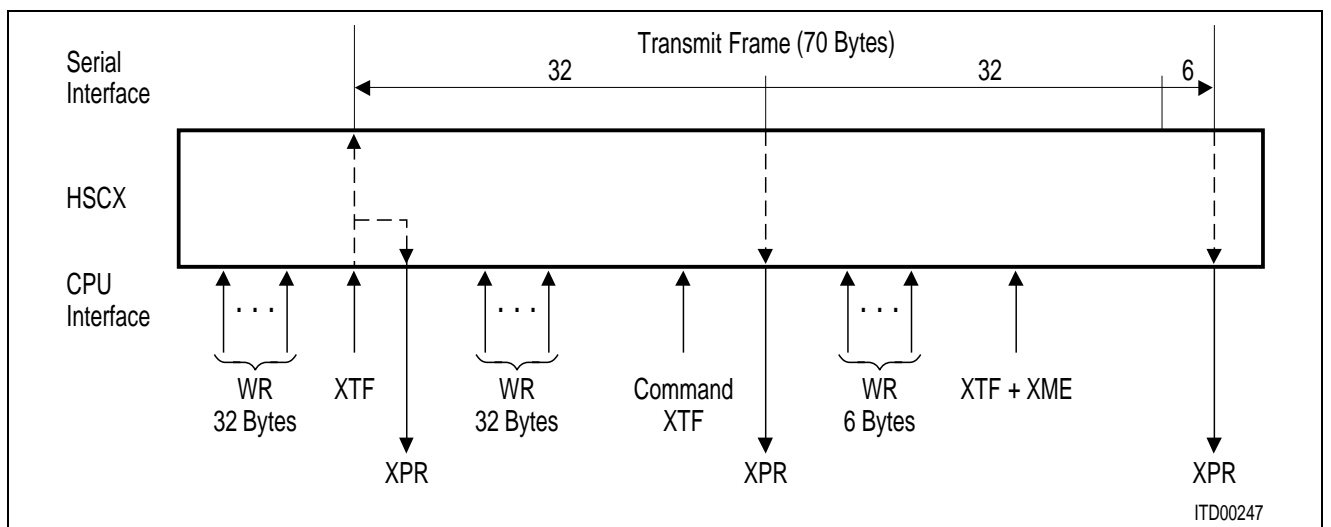 Transmit Frame (70 Bytes)
Serial
Interface
32
32
6
HSCX
CPU
Interface
. . .
. . .
. . .
WR
32 Bytes
XTF
WR
32 Bytes
Command
XTF
WR
6 Bytes
XTF + XME
XPR
XPR
XPR
ITD00247